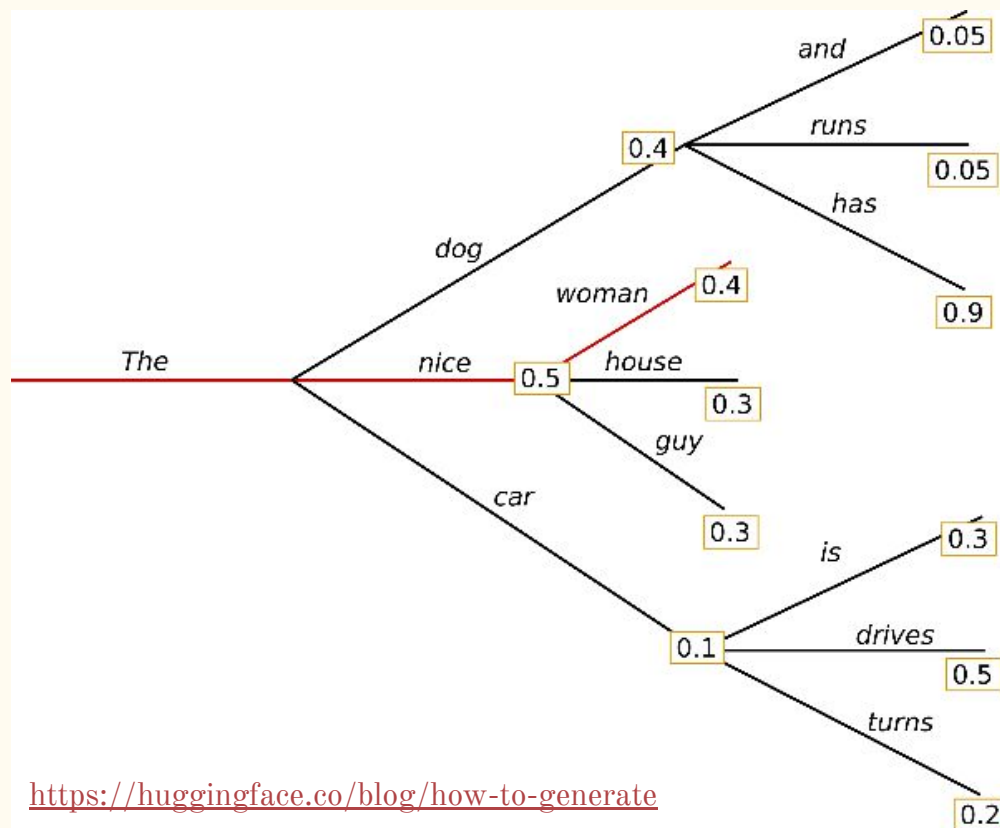 and
0.05
runs
0.4
0.05
has
dog
woman
0.4
0.9
The
nice
house
0.5
0.3
guy
car
0.3
is
0.3
drives
0.1
0.5
turns
https://huggingface.co/blog/how-to-generate
0.2